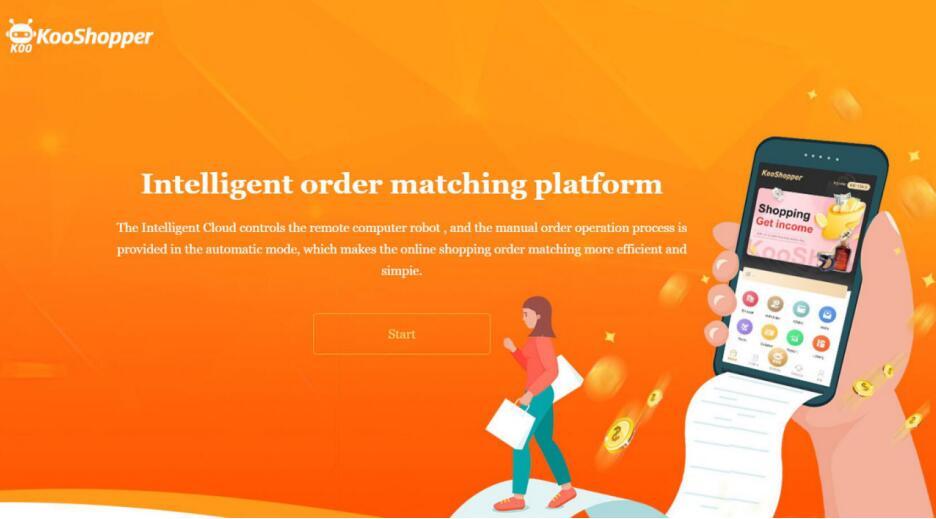 KooShopper
KOO
Intelligent order matching platform
The Intelligent Cloud controls the remote computer robot , and the manual order operation process is
provided in the automatic mode, which makes the online shopping order matching more efficient and
simpie.
Start
KooShopper
Shopping
Get income
KooSh